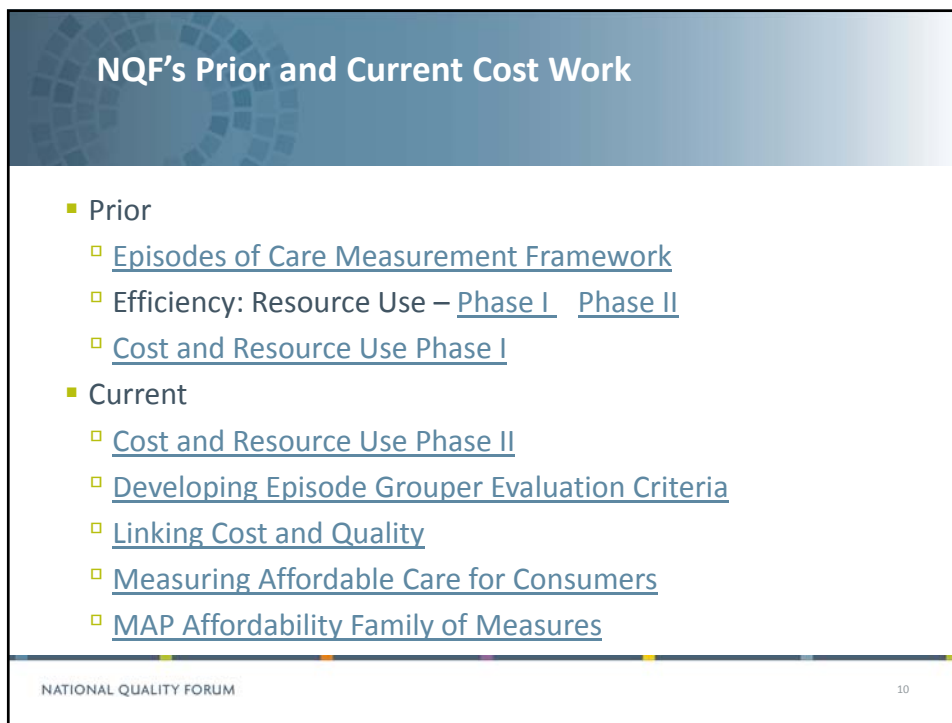 NQF's Prior and Current Cost Work
Prior
Episodes of Care Measurement Framework
Efficiency: Resource Use – Phase I   Phase II
Cost and Resource Use Phase I
Current
Cost and Resource Use Phase II
Developing Episode Grouper Evaluation Criteria
Linking Cost and Quality
Measuring Affordable Care for Consumers
MAP Affordability Family of Measures
NATIONAL QUALITY FORUM
10